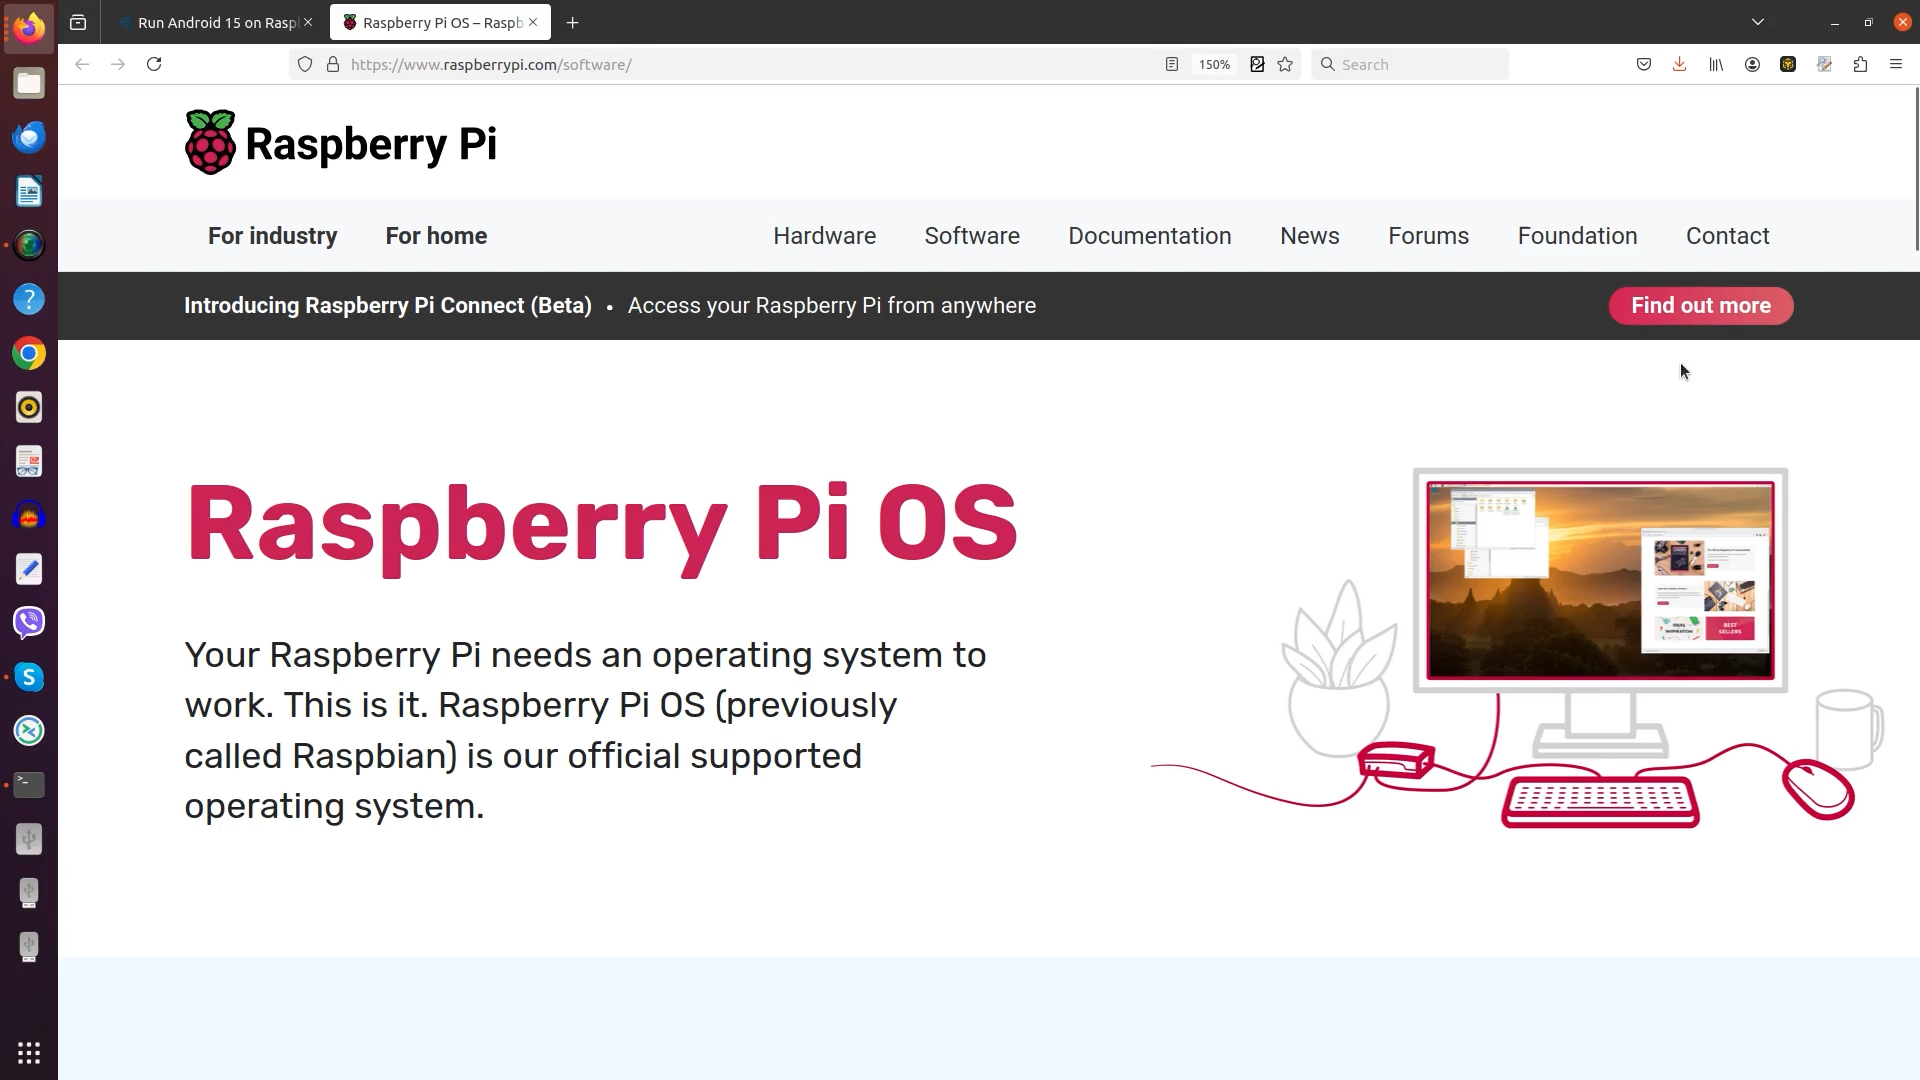 Run Android 15 on Rasp
Raspberry Pi OS – Raspb
https://www.raspberrypi.com/software/
150%
Search
Raspberry Pi
For industry
For home
Hardware
Software
Documentation
News
Forums
Foundation
Contact
Introducing Raspberry Pi Connect (Beta) • Access your Raspberry Pi from anywhere
Find out more
Raspberry Pi OS
Your Raspberry Pi needs an operating system to
work. This is it. Raspberry Pi OS (previously
called Raspbian) is our official supported
operating system.
BEST
SELLERS